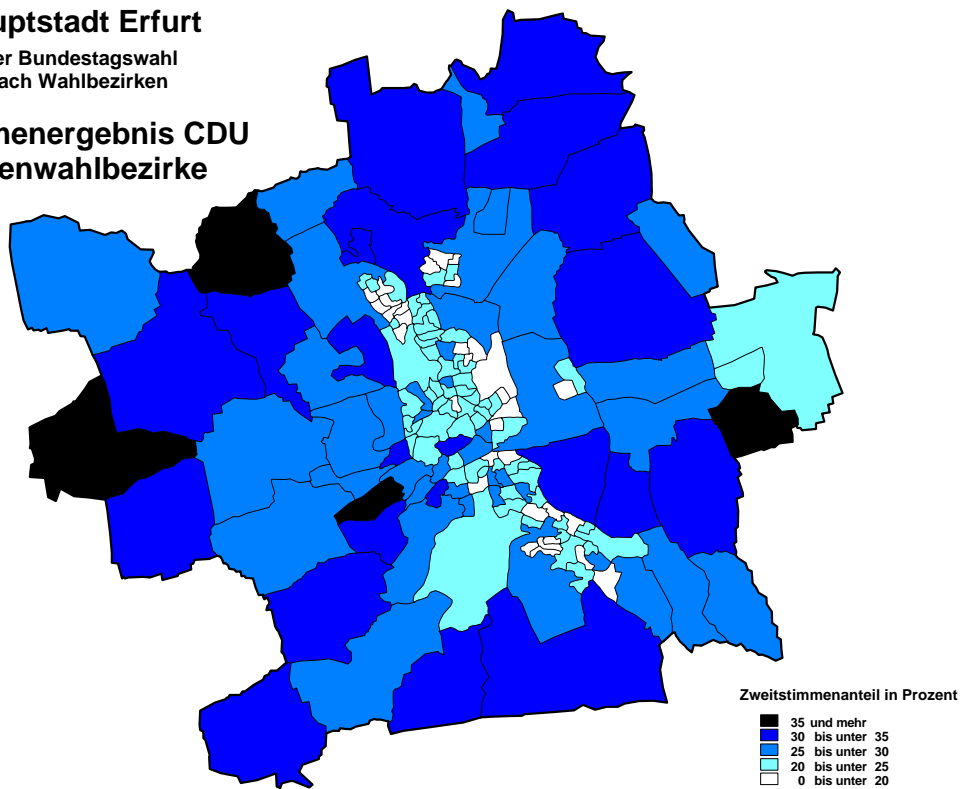 uptstadt Erfurt
er Bundestagswahl
ach Wahlbezirken
nenergebnis CDU
enwahlbezirke
Zweitstimmenanteil in Prozent
35 und mehr
30 bis unter 35
25 bis unter 30
20 bis unter 25
0 bis unter 20